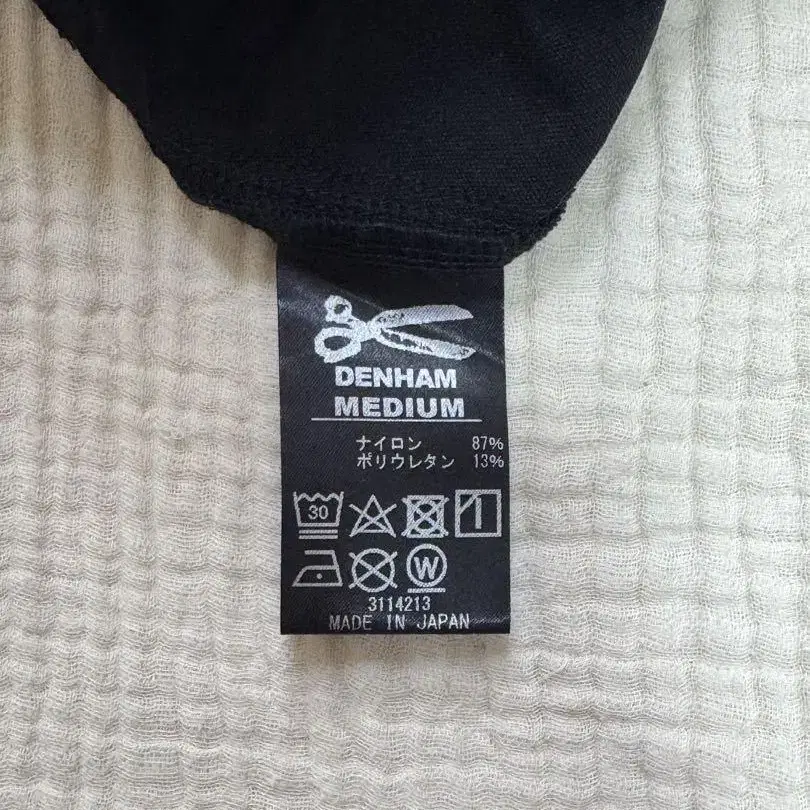 DENHAM
MEDIUM
ナイロン 87%
ポリウレタン 13%
30
W
3114213
MADE IN JAPAN